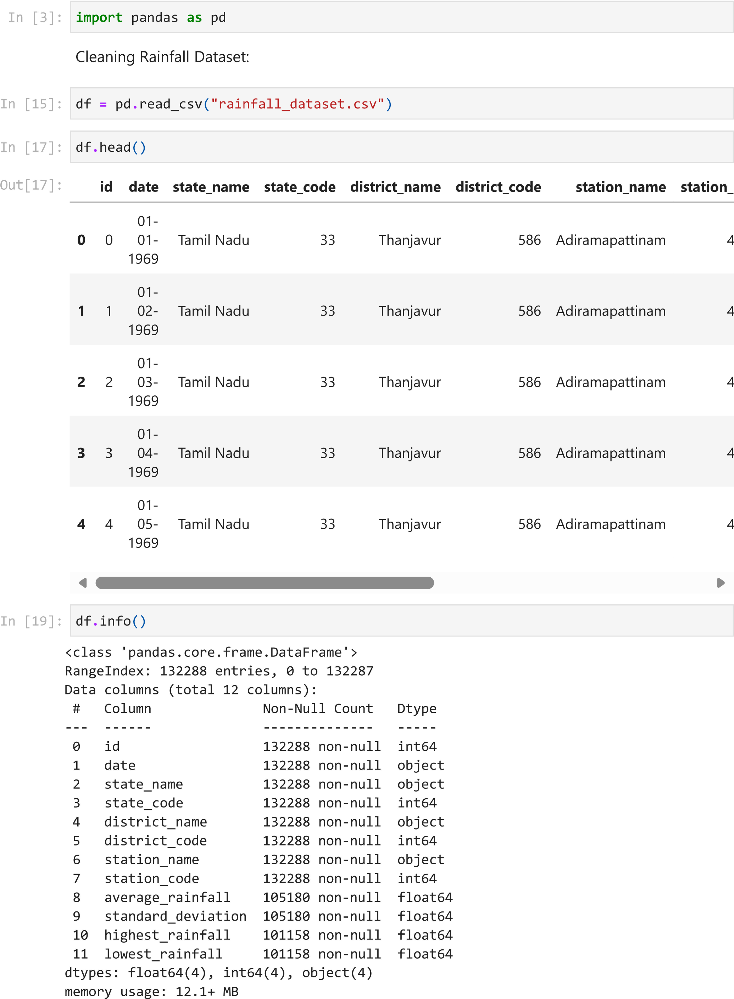 In [3]: import pandas as pd
Cleaning Rainfall Dataset:
In [15]: df = pd.read_csv("rainfall_dataset.csv")
In [17]: df.head()
Out[17]: id date state_name state_code district_name district_code station_name station_
0 0 01-01-1969 Tamil Nadu 33 Thanjavur 586 Adiramapattinam 4
1 1 01-02-1969 Tamil Nadu 33 Thanjavur 586 Adiramapattinam 4
2 2 01-03-1969 Tamil Nadu 33 Thanjavur 586 Adiramapattinam 4
3 3 01-04-1969 Tamil Nadu 33 Thanjavur 586 Adiramapattinam 4
4 4 01-05-1969 Tamil Nadu 33 Thanjavur 586 Adiramapattinam 4
In [19]: df.info()
<class 'pandas.core.frame.DataFrame'>
RangeIndex: 132288 entries, 0 to 132287
Data columns (total 12 columns):
# Column Non-Null Count Dtype
--- ------ -------------- -----
0 id 132288 non-null int64
1 date 132288 non-null object
2 state_name 132288 non-null object
3 state_code 132288 non-null int64
4 district_name 132288 non-null object
5 district_code 132288 non-null int64
6 station_name 132288 non-null object
7 station_code 132288 non-null int64
8 average_rainfall 105180 non-null float64
9 standard_deviation 105180 non-null float64
10 highest_rainfall 101158 non-null float64
11 lowest_rainfall 101158 non-null float64
dtypes: float64(4), int64(4), object(4)
memory usage: 12.1+ MB